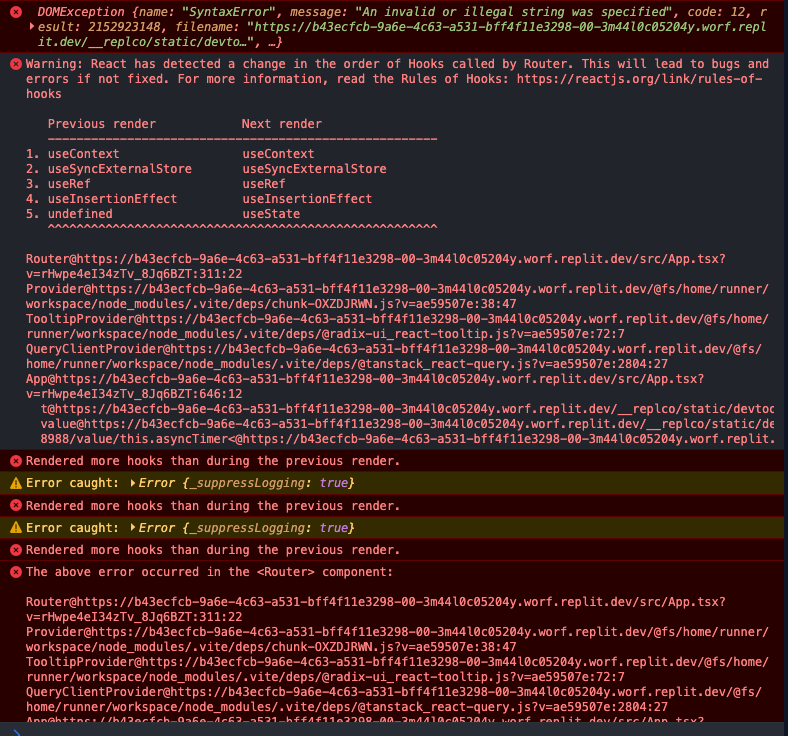 DOMException {name: "SyntaxError", message: "An invalid or illegal string was specified", code: 12, r
esult: 2152923148, filename: "https://b43ecfcb-9a6e-4c63-a531-bff4f11e3298-00-3m44l0c05204y.worf.repl
it.dev/__replco/static/devto…", …}
Warning: React has detected a change in the order of Hooks called by Router. This will lead to bugs and
errors if not fixed. For more information, read the Rules of Hooks: https://reactjs.org/link/rules-of-
hooks
Previous render            Next render
------------------------------------------------------
1. useContext                 useContext
2. useSyncExternalStore       useSyncExternalStore
3. useRef                     useRef
4. useInsertionEffect         useInsertionEffect
5. undefined                  useState
^^^^^^^^^^^^^^^^^^^^^^^^^^^^^^^^^^^^^^^^^^^^^^^^^^^^^^
Router@https://b43ecfcb-9a6e-4c63-a531-bff4f11e3298-00-3m44l0c05204y.worf.replit.dev/src/App.tsx?
v=rHwpe4eI34zTv_8Jq6BZT:311:22
Provider@https://b43ecfcb-9a6e-4c63-a531-bff4f11e3298-00-3m44l0c05204y.worf.replit.dev/@fs/home/runner/
workspace/node_modules/.vite/deps/chunk-OXZDJRWN.js?v=ae59507e:38:47
TooltipProvider@https://b43ecfcb-9a6e-4c63-a531-bff4f11e3298-00-3m44l0c05204y.worf.replit.dev/@fs/home/
runner/workspace/node_modules/.vite/deps/@radix-ui_react-tooltip.js?v=ae59507e:72:7
QueryClientProvider@https://b43ecfcb-9a6e-4c63-a531-bff4f11e3298-00-3m44l0c05204y.worf.replit.dev/@fs/
home/runner/workspace/node_modules/.vite/deps/@tanstack_react-query.js?v=ae59507e:2804:27
App@https://b43ecfcb-9a6e-4c63-a531-bff4f11e3298-00-3m44l0c05204y.worf.replit.dev/src/App.tsx?
v=rHwpe4eI34zTv_8Jq6BZT:646:12
t@https://b43ecfcb-9a6e-4c63-a531-bff4f11e3298-00-3m44l0c05204y.worf.replit.dev/__replco/static/devtoo
value@https://b43ecfcb-9a6e-4c63-a531-bff4f11e3298-00-3m44l0c05204y.worf.replit.dev/__replco/static/de
8988/value/this.asyncTimer<@https://b43ecfcb-9a6e-4c63-a531-bff4f11e3298-00-3m44l0c05204y.worf.replit.
Rendered more hooks than during the previous render.
Error caught: Error {_suppressLogging: true}
Rendered more hooks than during the previous render.
Error caught: Error {_suppressLogging: true}
Rendered more hooks than during the previous render.
The above error occurred in the <Router> component:
Router@https://b43ecfcb-9a6e-4c63-a531-bff4f11e3298-00-3m44l0c05204y.worf.replit.dev/src/App.tsx?
v=rHwpe4eI34zTv_8Jq6BZT:311:22
Provider@https://b43ecfcb-9a6e-4c63-a531-bff4f11e3298-00-3m44l0c05204y.worf.replit.dev/@fs/home/runner/
workspace/node_modules/.vite/deps/chunk-OXZDJRWN.js?v=ae59507e:38:47
TooltipProvider@https://b43ecfcb-9a6e-4c63-a531-bff4f11e3298-00-3m44l0c05204y.worf.replit.dev/@fs/home/
runner/workspace/node_modules/.vite/deps/@radix-ui_react-tooltip.js?v=ae59507e:72:7
QueryClientProvider@https://b43ecfcb-9a6e-4c63-a531-bff4f11e3298-00-3m44l0c05204y.worf.replit.dev/@fs/
home/runner/workspace/node_modules/.vite/deps/@tanstack_react-query.js?v=ae59507e:2804:27
App@https://b43ecfcb-9a6e-4c63-a531-bff4f11e3298-00-3m44l0c05204y.worf.replit.dev/src/App.tsx?